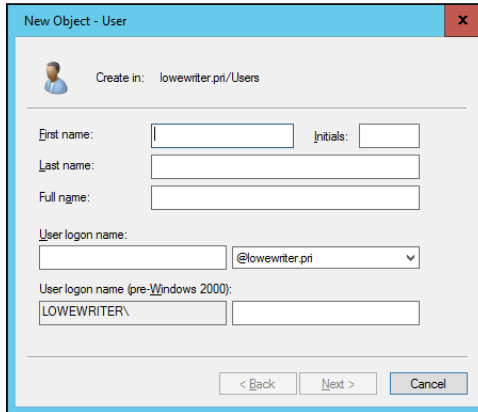 New Object - User
x
Create in: lowewriter.pri/Users
First name: Initials:
Last name:
Full name:
User logon name:
@lowewriter.pri
User logon name (pre-Windows 2000):
LOWEWRITER\
< Back Next > Cancel